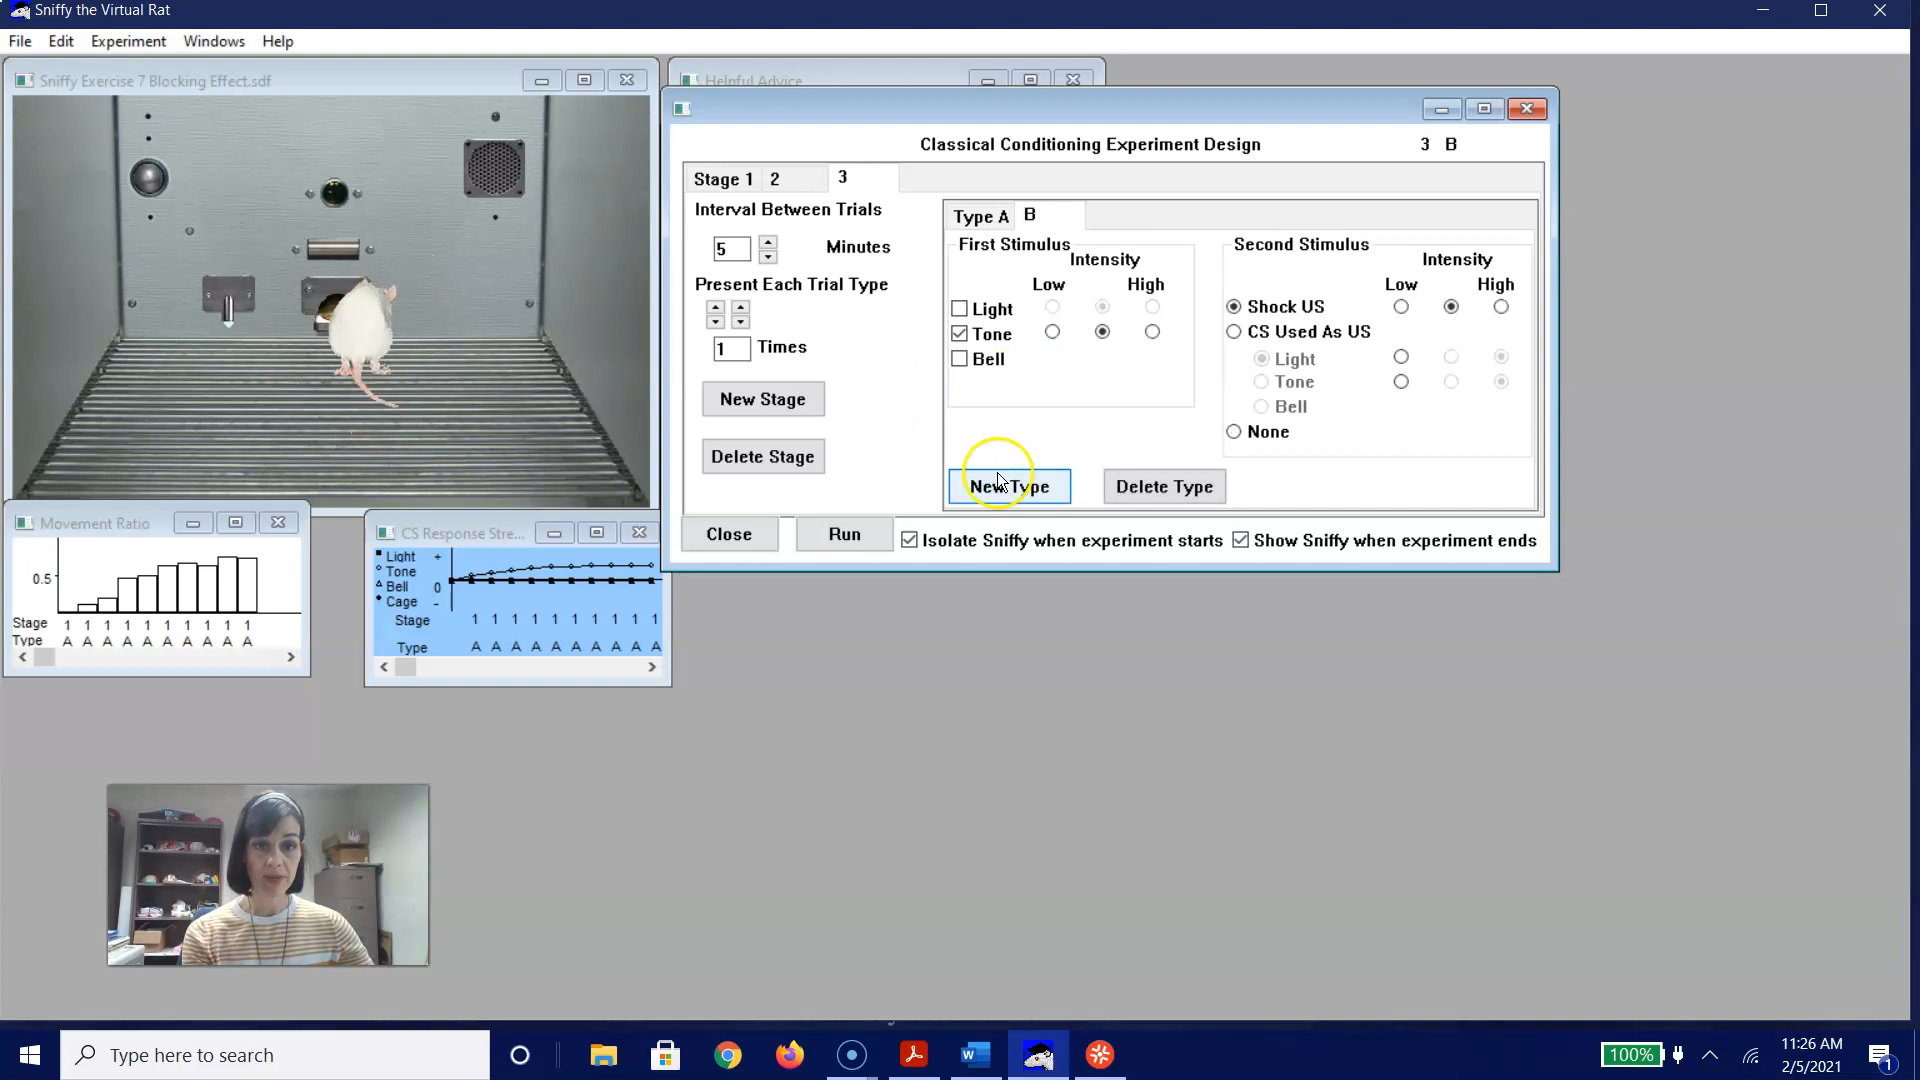 Sniffy the Virtual Rat
File Edit Experiment Windows Help
Sniffy Exercise 7 Blocking Effect.sdf
Helpful Advice
Classical Conditioning Experiment Design 3 B
Stage 1 2 3
Interval Between Trials
5 Minutes
Present Each Trial Type
1 Times
New Stage
Delete Stage
Type A B
First Stimulus
Intensity
Low High
Light
Tone
Bell
Second Stimulus
Intensity
Low High
Shock US
CS Used As US
Light
Tone
Bell
None
New Type Delete Type
Close Run Isolate Sniffy when experiment starts Show Sniffy when experiment ends
Movement Ratio
0.5
Stage 1 1 1 1 1 1 1 1 1 1
Type A A A A A A A A A A
CS Response Stre...
Light +
Tone
Bell 0
Cage -
Stage 1 1 1 1 1 1 1 1 1 1
Type A A A A A A A A A A
Type here to search
100%
11:26 AM
2/5/2021
1